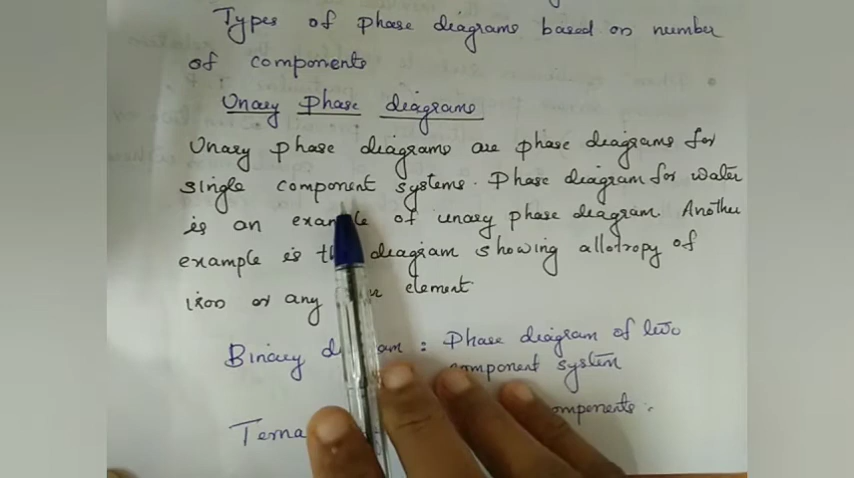 Types of phase diagrams based on number
of components
Unary Phase diagrams
Unary phase diagrams are phase diagrams for
single component systems. Phase diagram for water
is an example of unary phase diagram. Another
example is the diagram showing allotropy of
iron or any element
Binary diagram : Phase diagram of two
component system
components.